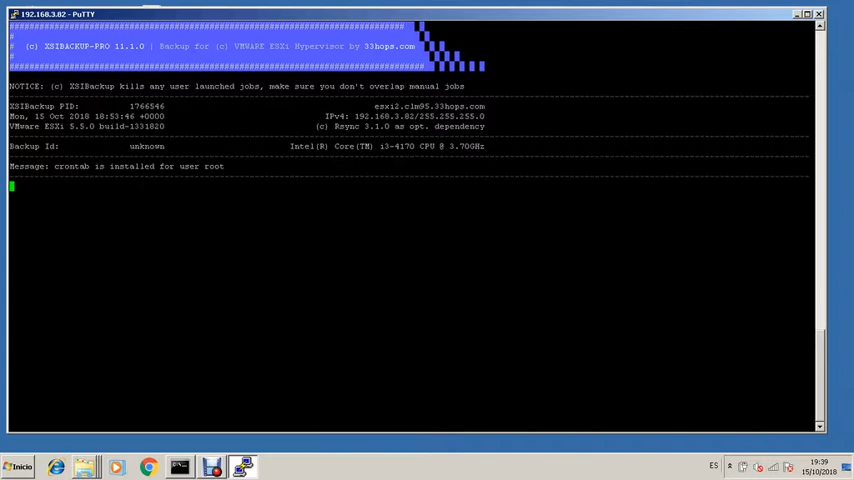 192.168.3.82 - PuTTY
###############################################################################
#
# (c) XSIBACKUP-PRO 11.1.0 | Backup for (c) VMWARE ESXi Hypervisor by 33hops.com
#
###################################################################################
NOTICE: (c) XSIBackup kills any user launched jobs, make sure you don't overlap manual jobs
XSIBackup PID: 1766546 esxi2.clm95.33hops.com
Mon, 15 Oct 2018 18:53:46 +0000 IPv4: 192.168.3.82/255.255.255.0
VMware ESXi 5.5.0 build-1331820 (c) Rsync 3.1.0 as opt. dependency
Backup Id: unknown Intel(R) Core(TM) i3-4170 CPU @ 3.70GHz
Message: crontab is installed for user root
Inicio ES 19:39
15/10/2018